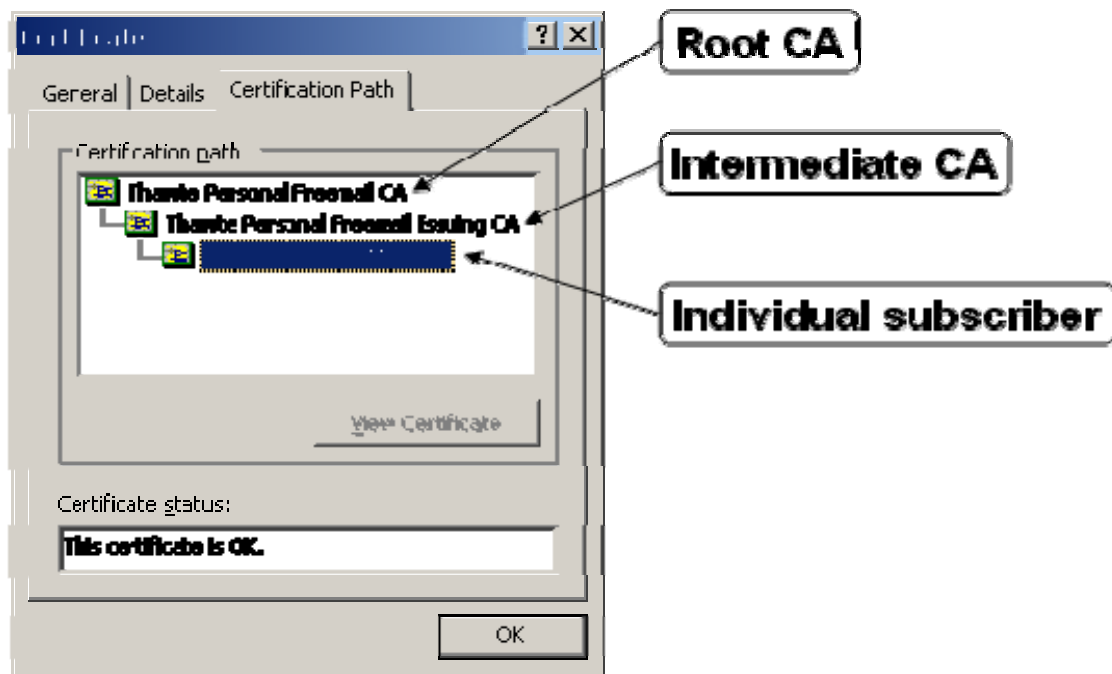 Root CA
General Details Certification Path
Certification path
Intermediate CA
Thawte Personal Freemail CA
Thawte Personal Freemail Issuing CA
Individual subscriber
View Certificate
Certificate status:
This certificate is OK.
OK